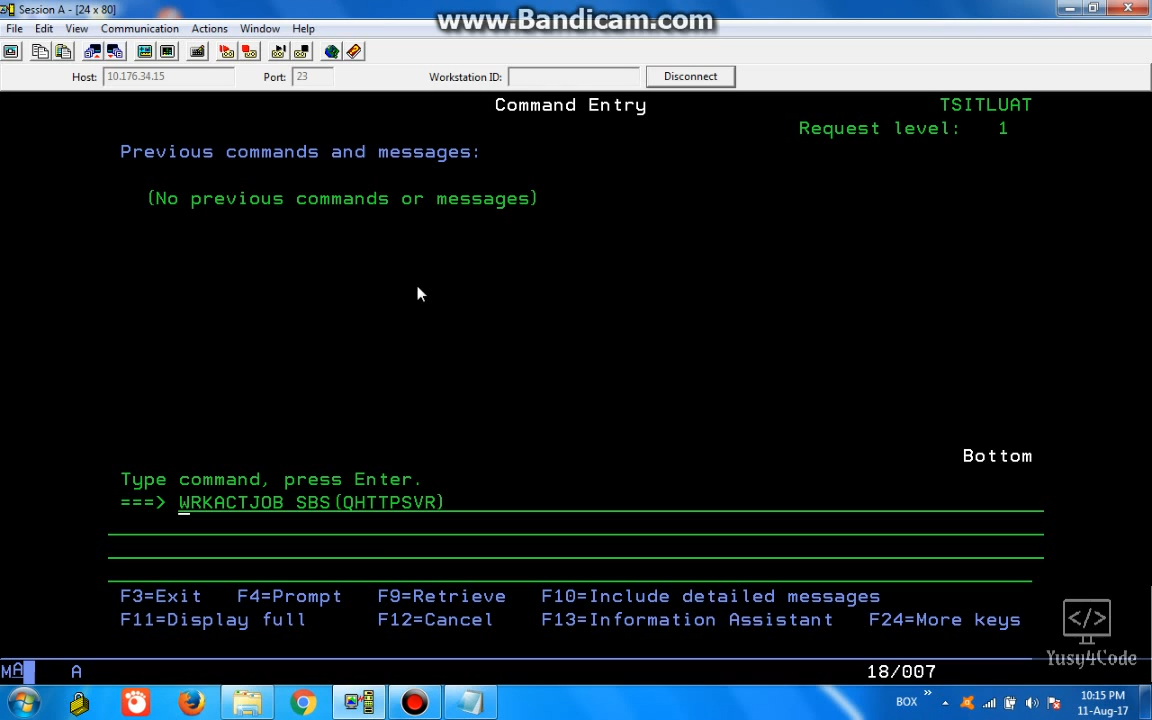 Session A - [24 x 80]
www.Bandicam.com
File Edit View Communication Actions Window Help
Host: 10.176.34.15 Port: 23 Workstation ID: Disconnect
Command Entry TSITLUAT
Request level: 1
Previous commands and messages:
(No previous commands or messages)
Bottom
Type command, press Enter.
===> WRKACTJOB SBS(QHTTPSVR)
F3=Exit F4=Prompt F9=Retrieve F10=Include detailed messages
F11=Display full F12=Cancel F13=Information Assistant F24=More keys
</>
Yusy4Code
MA A 18/007
BOX » 10:15 PM
11-Aug-17